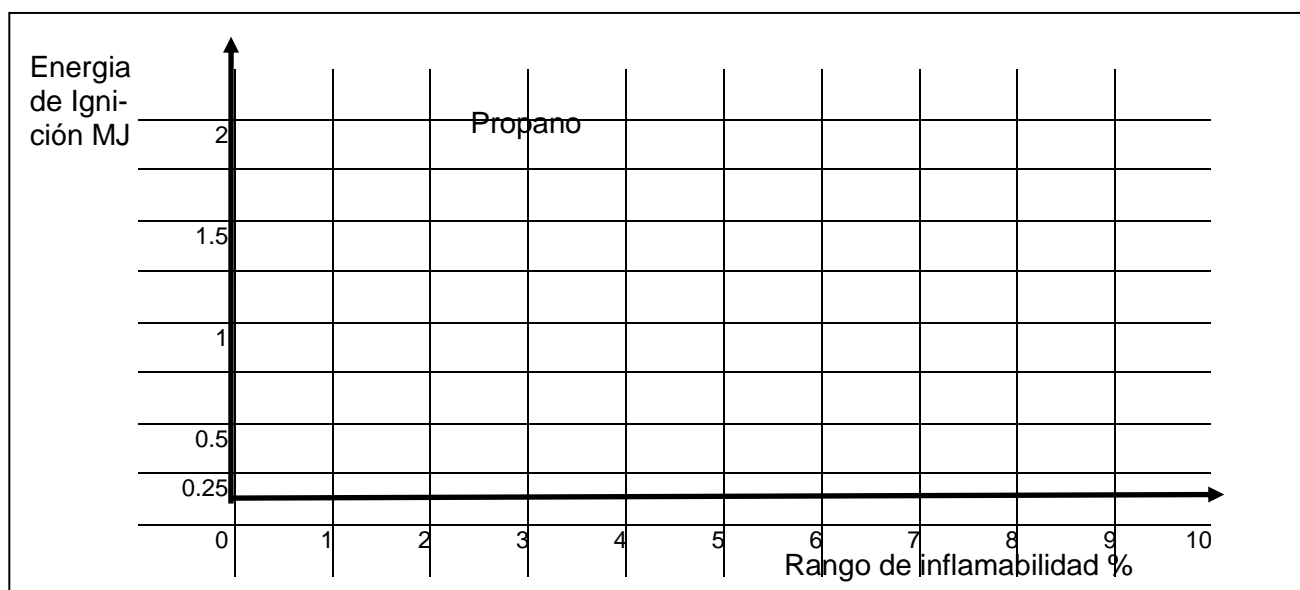 Energia
de Igni-
ción MJ
Propano
2
1.5
1
0.5
0.25
0 1 2 3 4 5 6 7 8 9 10
Rango de inflamabilidad %